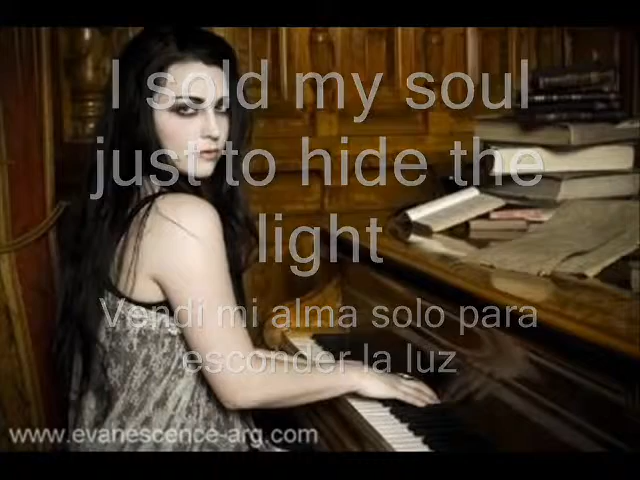 I sold my soul
just to hide the
light
Vendi mi alma solo para
esconder la luz
www.evanescence-arg.com